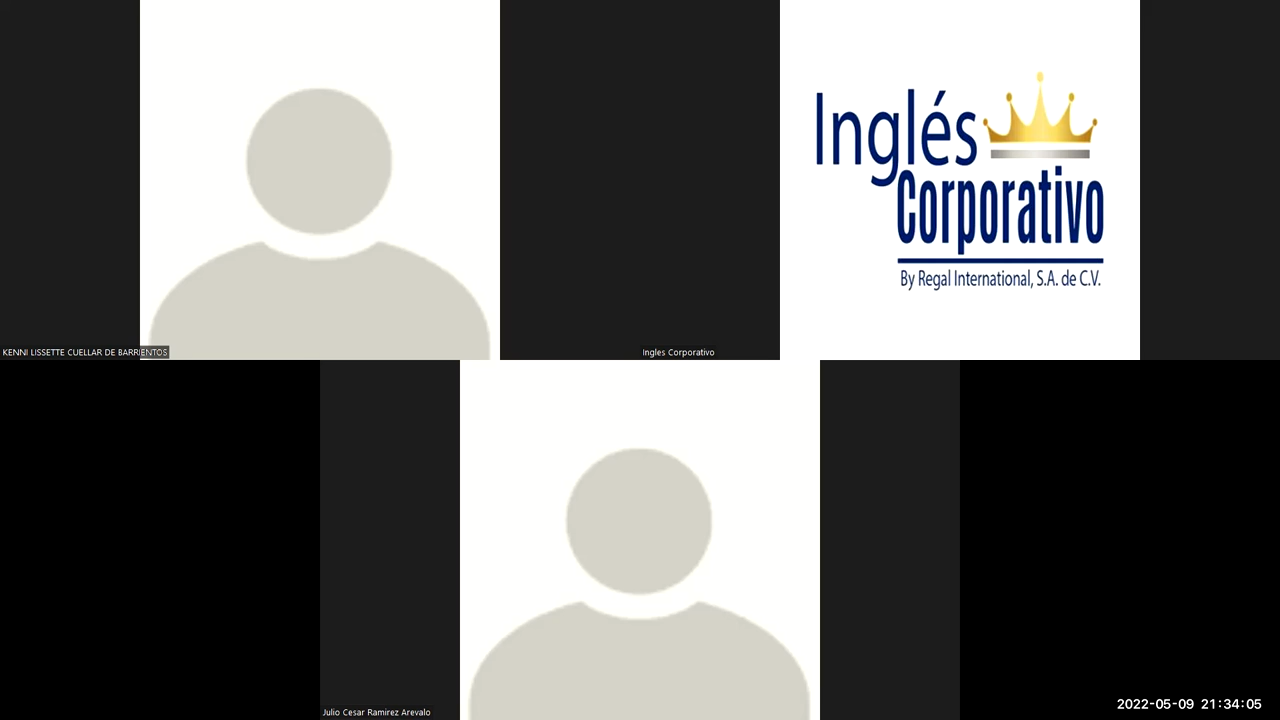 Inglés
Corporativo
By Regal International, S.A. de C.V.
KENNI LISSETTE CUELLAR DE BARRIENTOS
Ingles Corporativo
Julio Cesar Ramirez Arevalo
2022-05-09 21:34:05